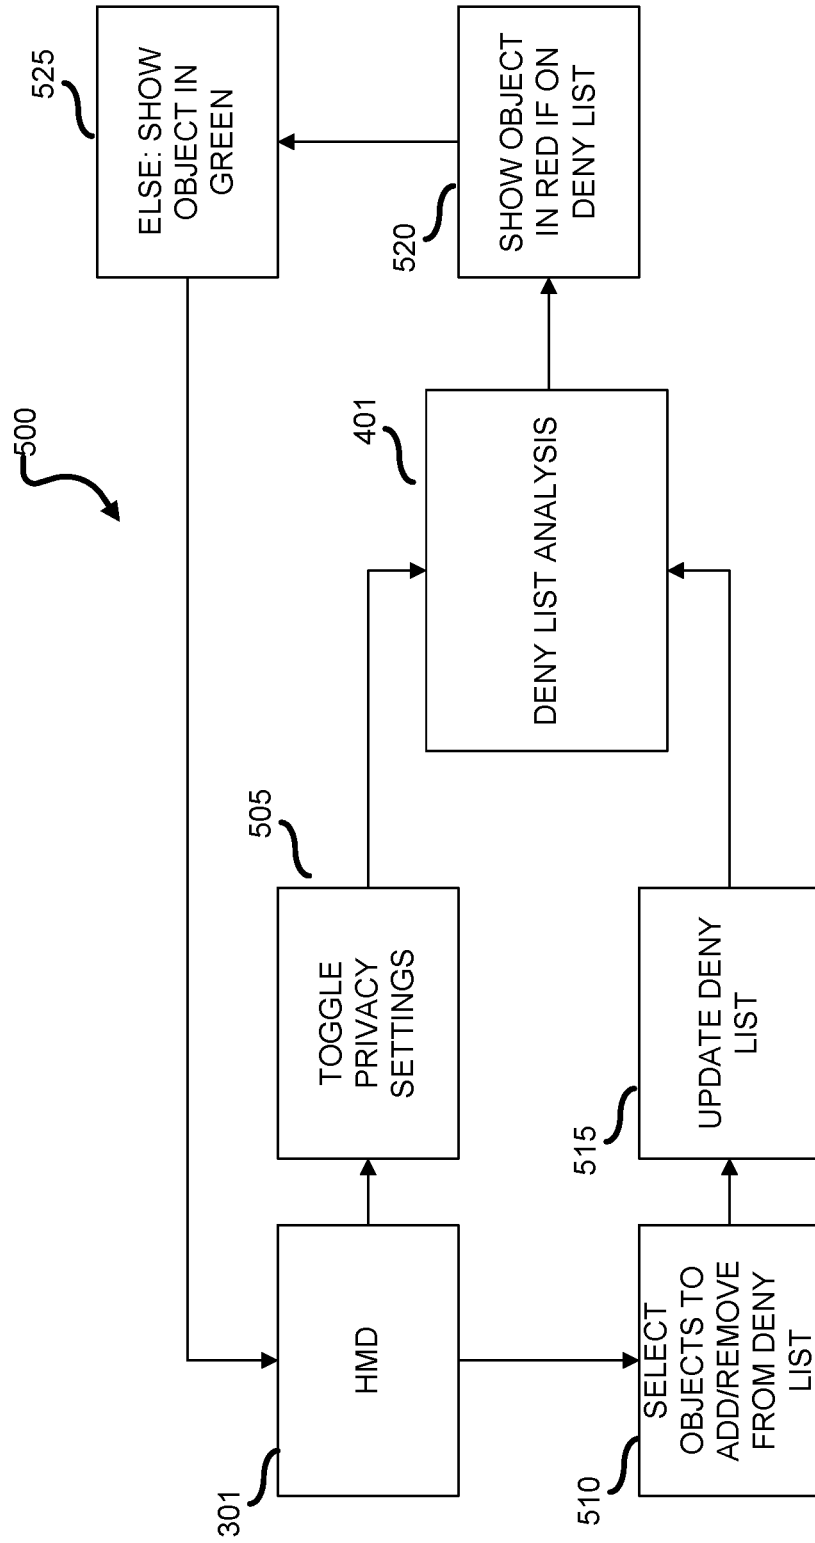 500
525
ELSE: SHOW
OBJECT IN
GREEN
301
HMD
505
TOGGLE
PRIVACY
SETTINGS
401
DENY LIST ANALYSIS
520
SHOW OBJECT
IN RED IF ON
DENY LIST
510
SELECT
OBJECTS TO
ADD/REMOVE
FROM DENY
LIST
515
UPDATE DENY
LIST